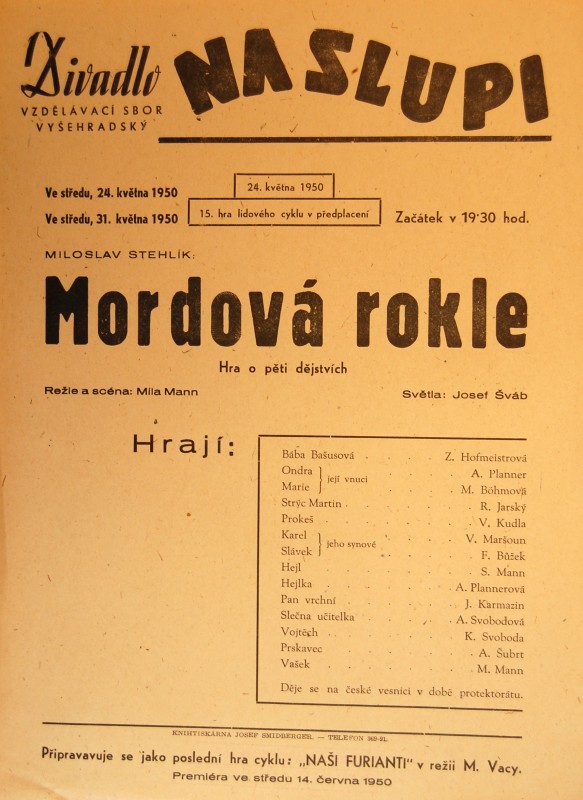 Divadlo NA SLUPI
VZDĚLÁVACÍ SBOR
VYŠEHRADSKÝ
Ve středu, 24. května 1950
24. května 1950
Ve středu, 31. května 1950
15. hra lidového cyklu v předplacení
Začátek v 19·30 hod.
MILOSLAV STEHLÍK:
Mordová rokle
Hra o pěti dějstvích
Režie a scéna: Míla Mann
Světla: Josef Šváb
Hrají:
Bába Bašusová . . . . . Z. Hofmeistrová
Ondra } její vnuci . . . . . A. Planner
Marie } . . . . . M. Böhmová
Strýc Martin . . . . . R. Jarský
Prokeš . . . . . V. Kudla
Karel } jeho synové . . . . . V. Maršoun
Slávek } . . . . . F. Bůžek
Hejl . . . . . S. Mann
Hejlka . . . . . A. Plannerová
Pan vrchní . . . . . J. Karmazín
Slečna učitelka . . . . . A. Svobodová
Vojtěch . . . . . K. Svoboda
Prskavec . . . . . A. Šubrt
Vašek . . . . . M. Mann
Děje se na české vesnici v době protektorátu.
KNIHTISKÁRNA JOSEF SMIDBERGER. — TELEFON 369-91.
Připravavuje se jako poslední hra cyklu: „NAŠI FURIANTI" v režii M. Vacy.
Premiéra ve středu 14. června 1950